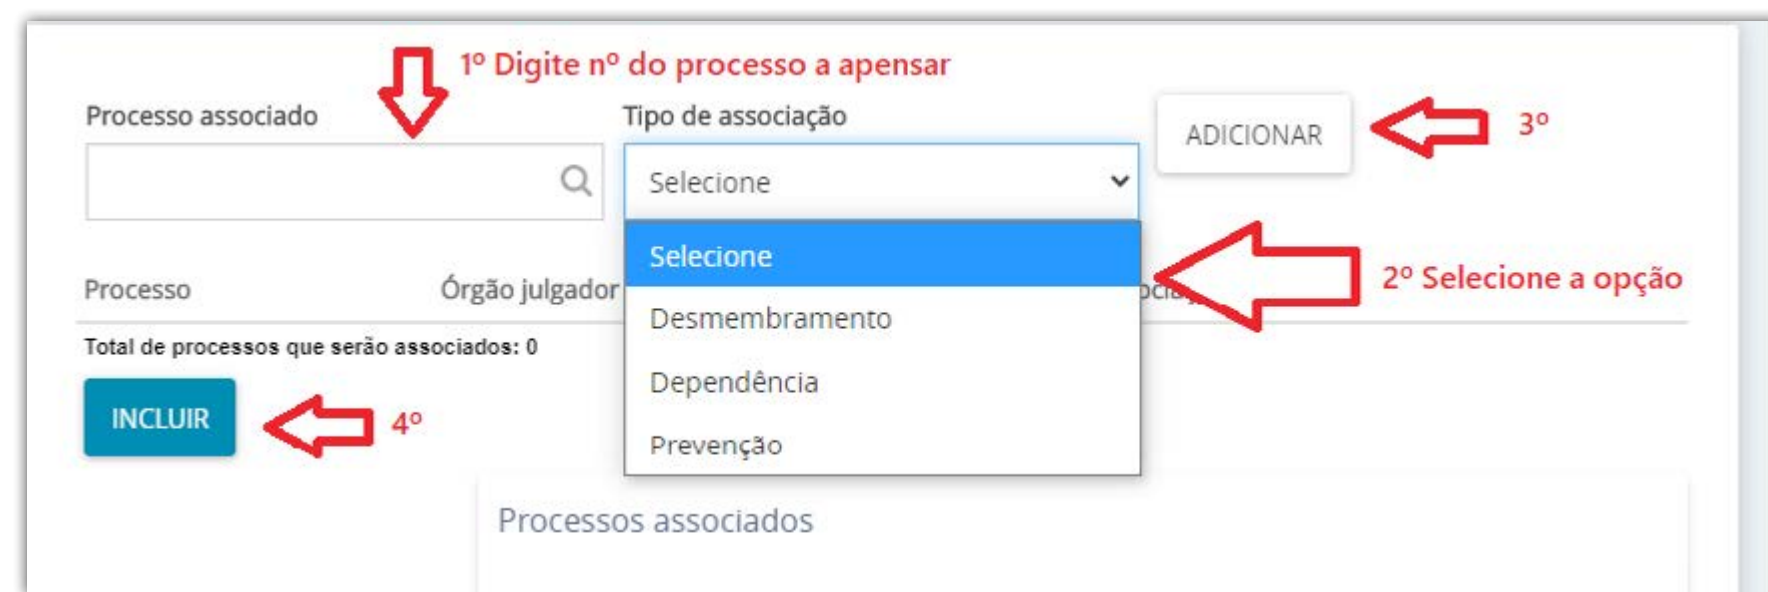 1º Digite nº do processo a apensar
Processo associado
Tipo de associação
ADICIONAR
3º
Selecione
Selecione
2º Selecione a opção
Processo
Órgão julgador
Desmembramento
Total de processos que serão associados: 0
Dependência
INCLUIR
4º
Prevenção
Processos associados